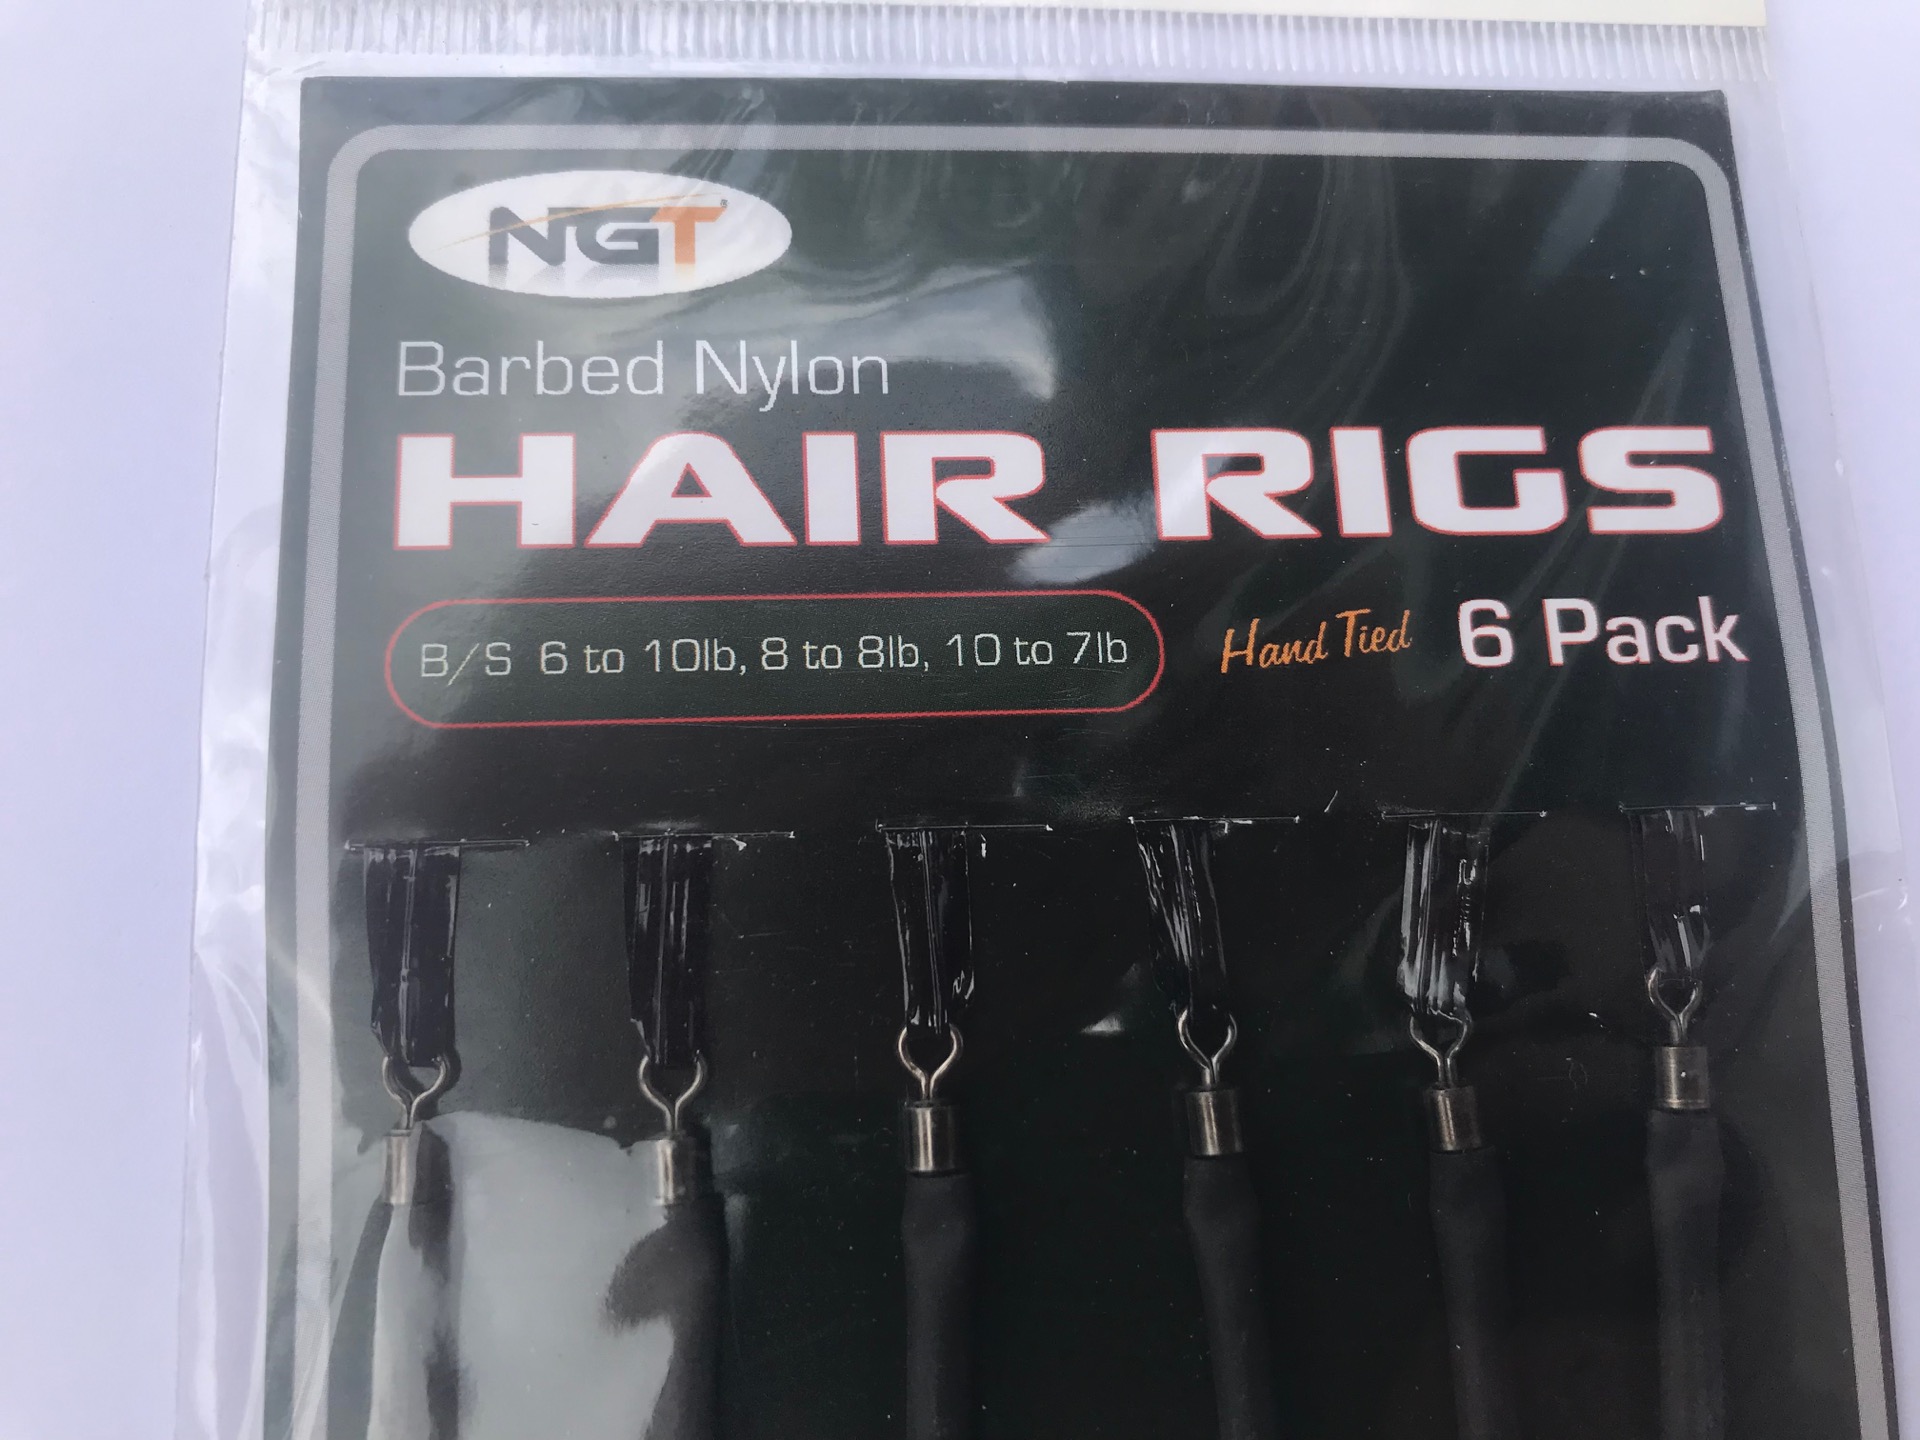 NGT®
Barbed Nylon
HAIR RIGS
B/S 6 to 10lb, 8 to 8lb, 10 to 7lb
Hand Tied 6 Pack